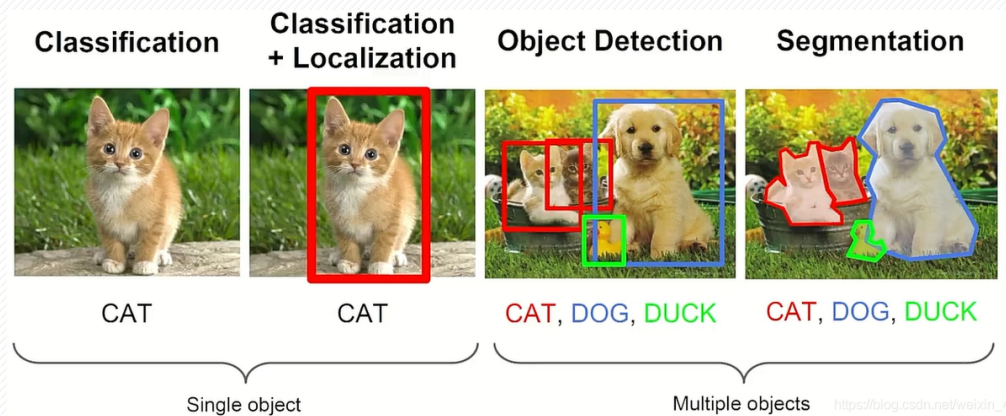 Classification
Classification
+ Localization
Object Detection
Segmentation
CAT
CAT
CAT, DOG, DUCK
CAT, DOG, DUCK
Single object
Multiple objects
https://blog.csdn.net/weixin_